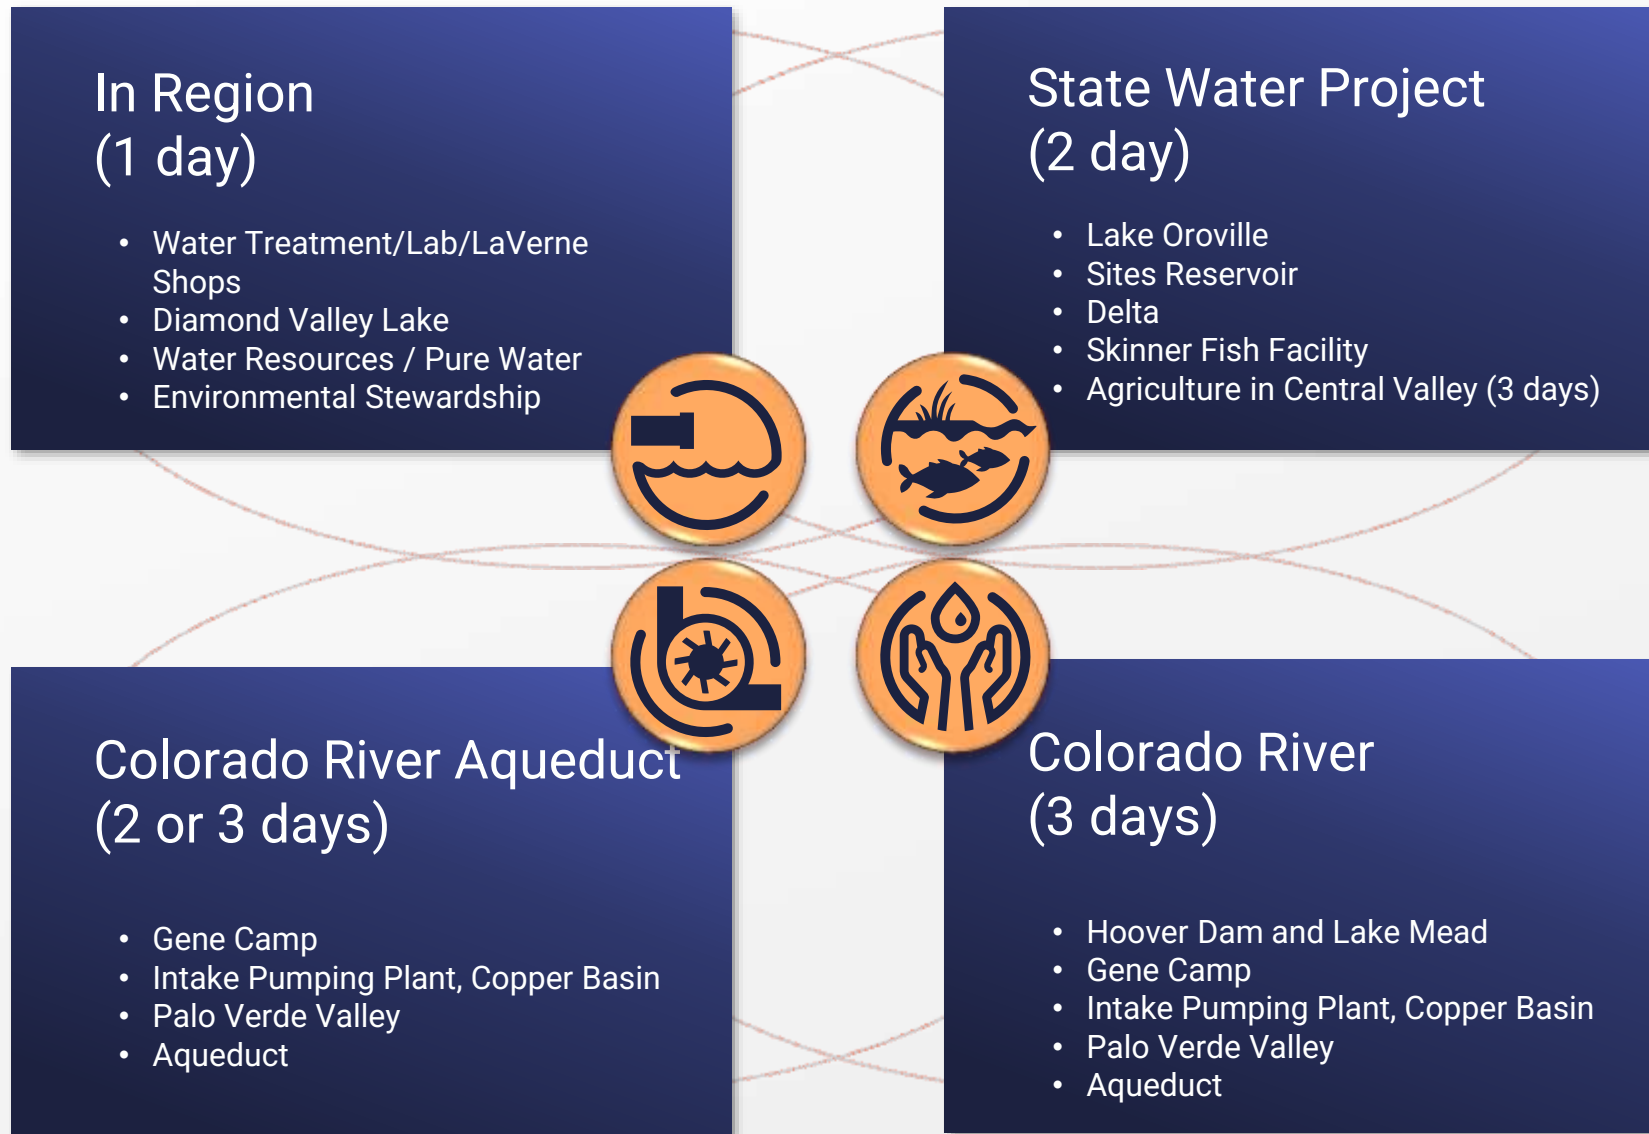 In Region
(1 day)
• Water Treatment/Lab/LaVerne
Shops
• Diamond Valley Lake
• Water Resources / Pure Water
• Environmental Stewardship
State Water Project
(2 day)
• Lake Oroville
• Sites Reservoir
• Delta
• Skinner Fish Facility
• Agriculture in Central Valley (3 days)
Colorado River Aqueduct
(2 or 3 days)
• Gene Camp
• Intake Pumping Plant, Copper Basin
• Palo Verde Valley
• Aqueduct
Colorado River
(3 days)
• Hoover Dam and Lake Mead
• Gene Camp
• Intake Pumping Plant, Copper Basin
• Palo Verde Valley
• Aqueduct